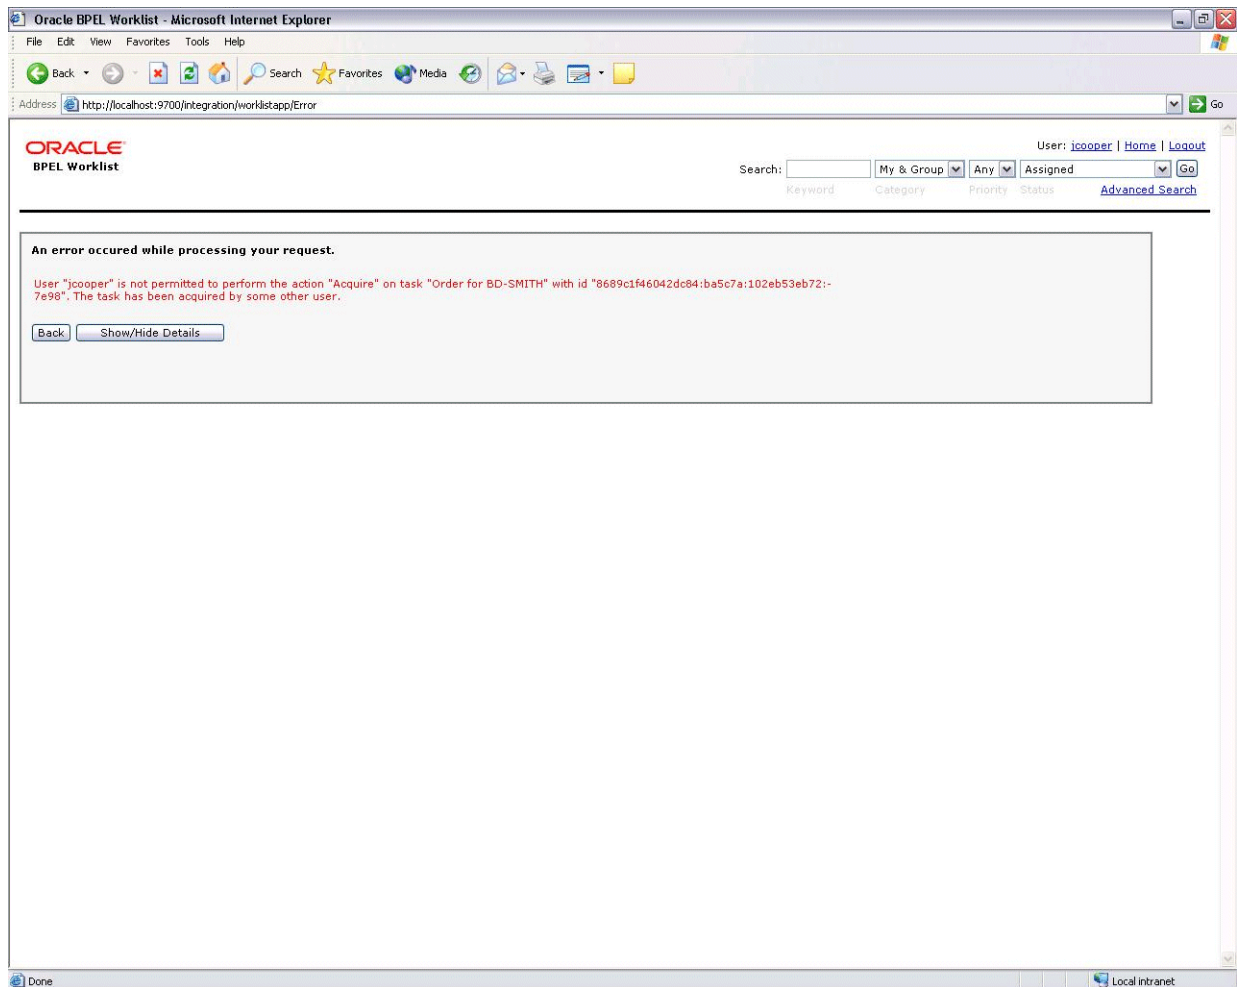 Oracle BPEL Worklist - Microsoft Internet Explorer
File Edit View Favorites Tools Help
Back Search Favorites Media
Address http://localhost:9700/integration/worklistapp/Error Go
ORACLE
BPEL Worklist
User: jcooper | Home | Logout
Search: My & Group Any Assigned Go
Keyword Category Priority Status Advanced Search
An error occured while processing your request.
User "jcooper" is not permitted to perform the action "Acquire" on task "Order for BD-SMITH" with id "8689c1f46042dc84:ba5c7a:102eb53eb72:-
7e98". The task has been acquired by some other user.
Back Show/Hide Details
Done Local intranet